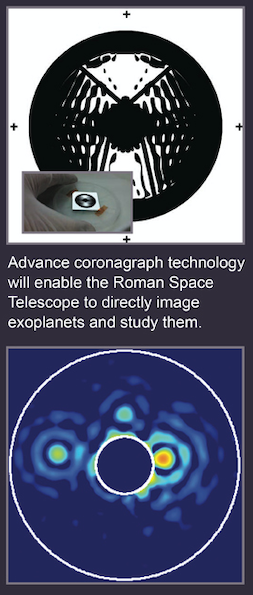 Advance coronagraph technology
will enable the Roman Space
Telescope to directly image
exoplanets and study them.